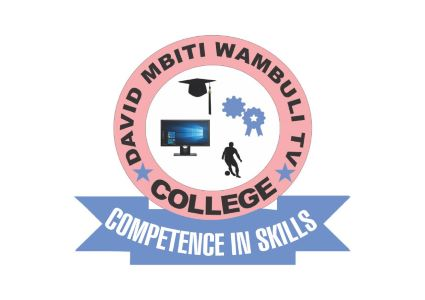 DAVID MBITI WAMBULI TV
COLLEGE
COMPETENCE IN SKILLS